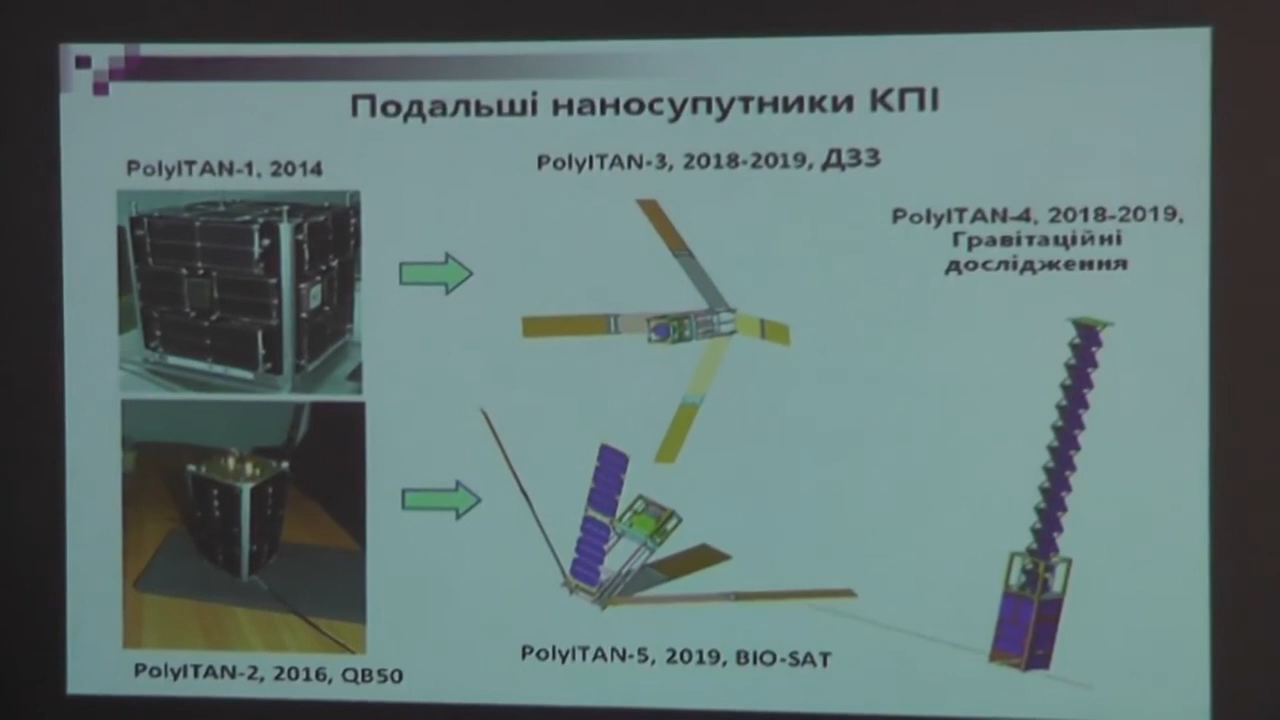 Подальші наносупутники КПІ
PolyITAN-1, 2014
PolyITAN-3, 2018-2019, ДЗЗ
PolyITAN-4, 2018-2019,
Гравітаційні
дослідження
PolyITAN-2, 2016, QB50
PolyITAN-5, 2019, BIO-SAT